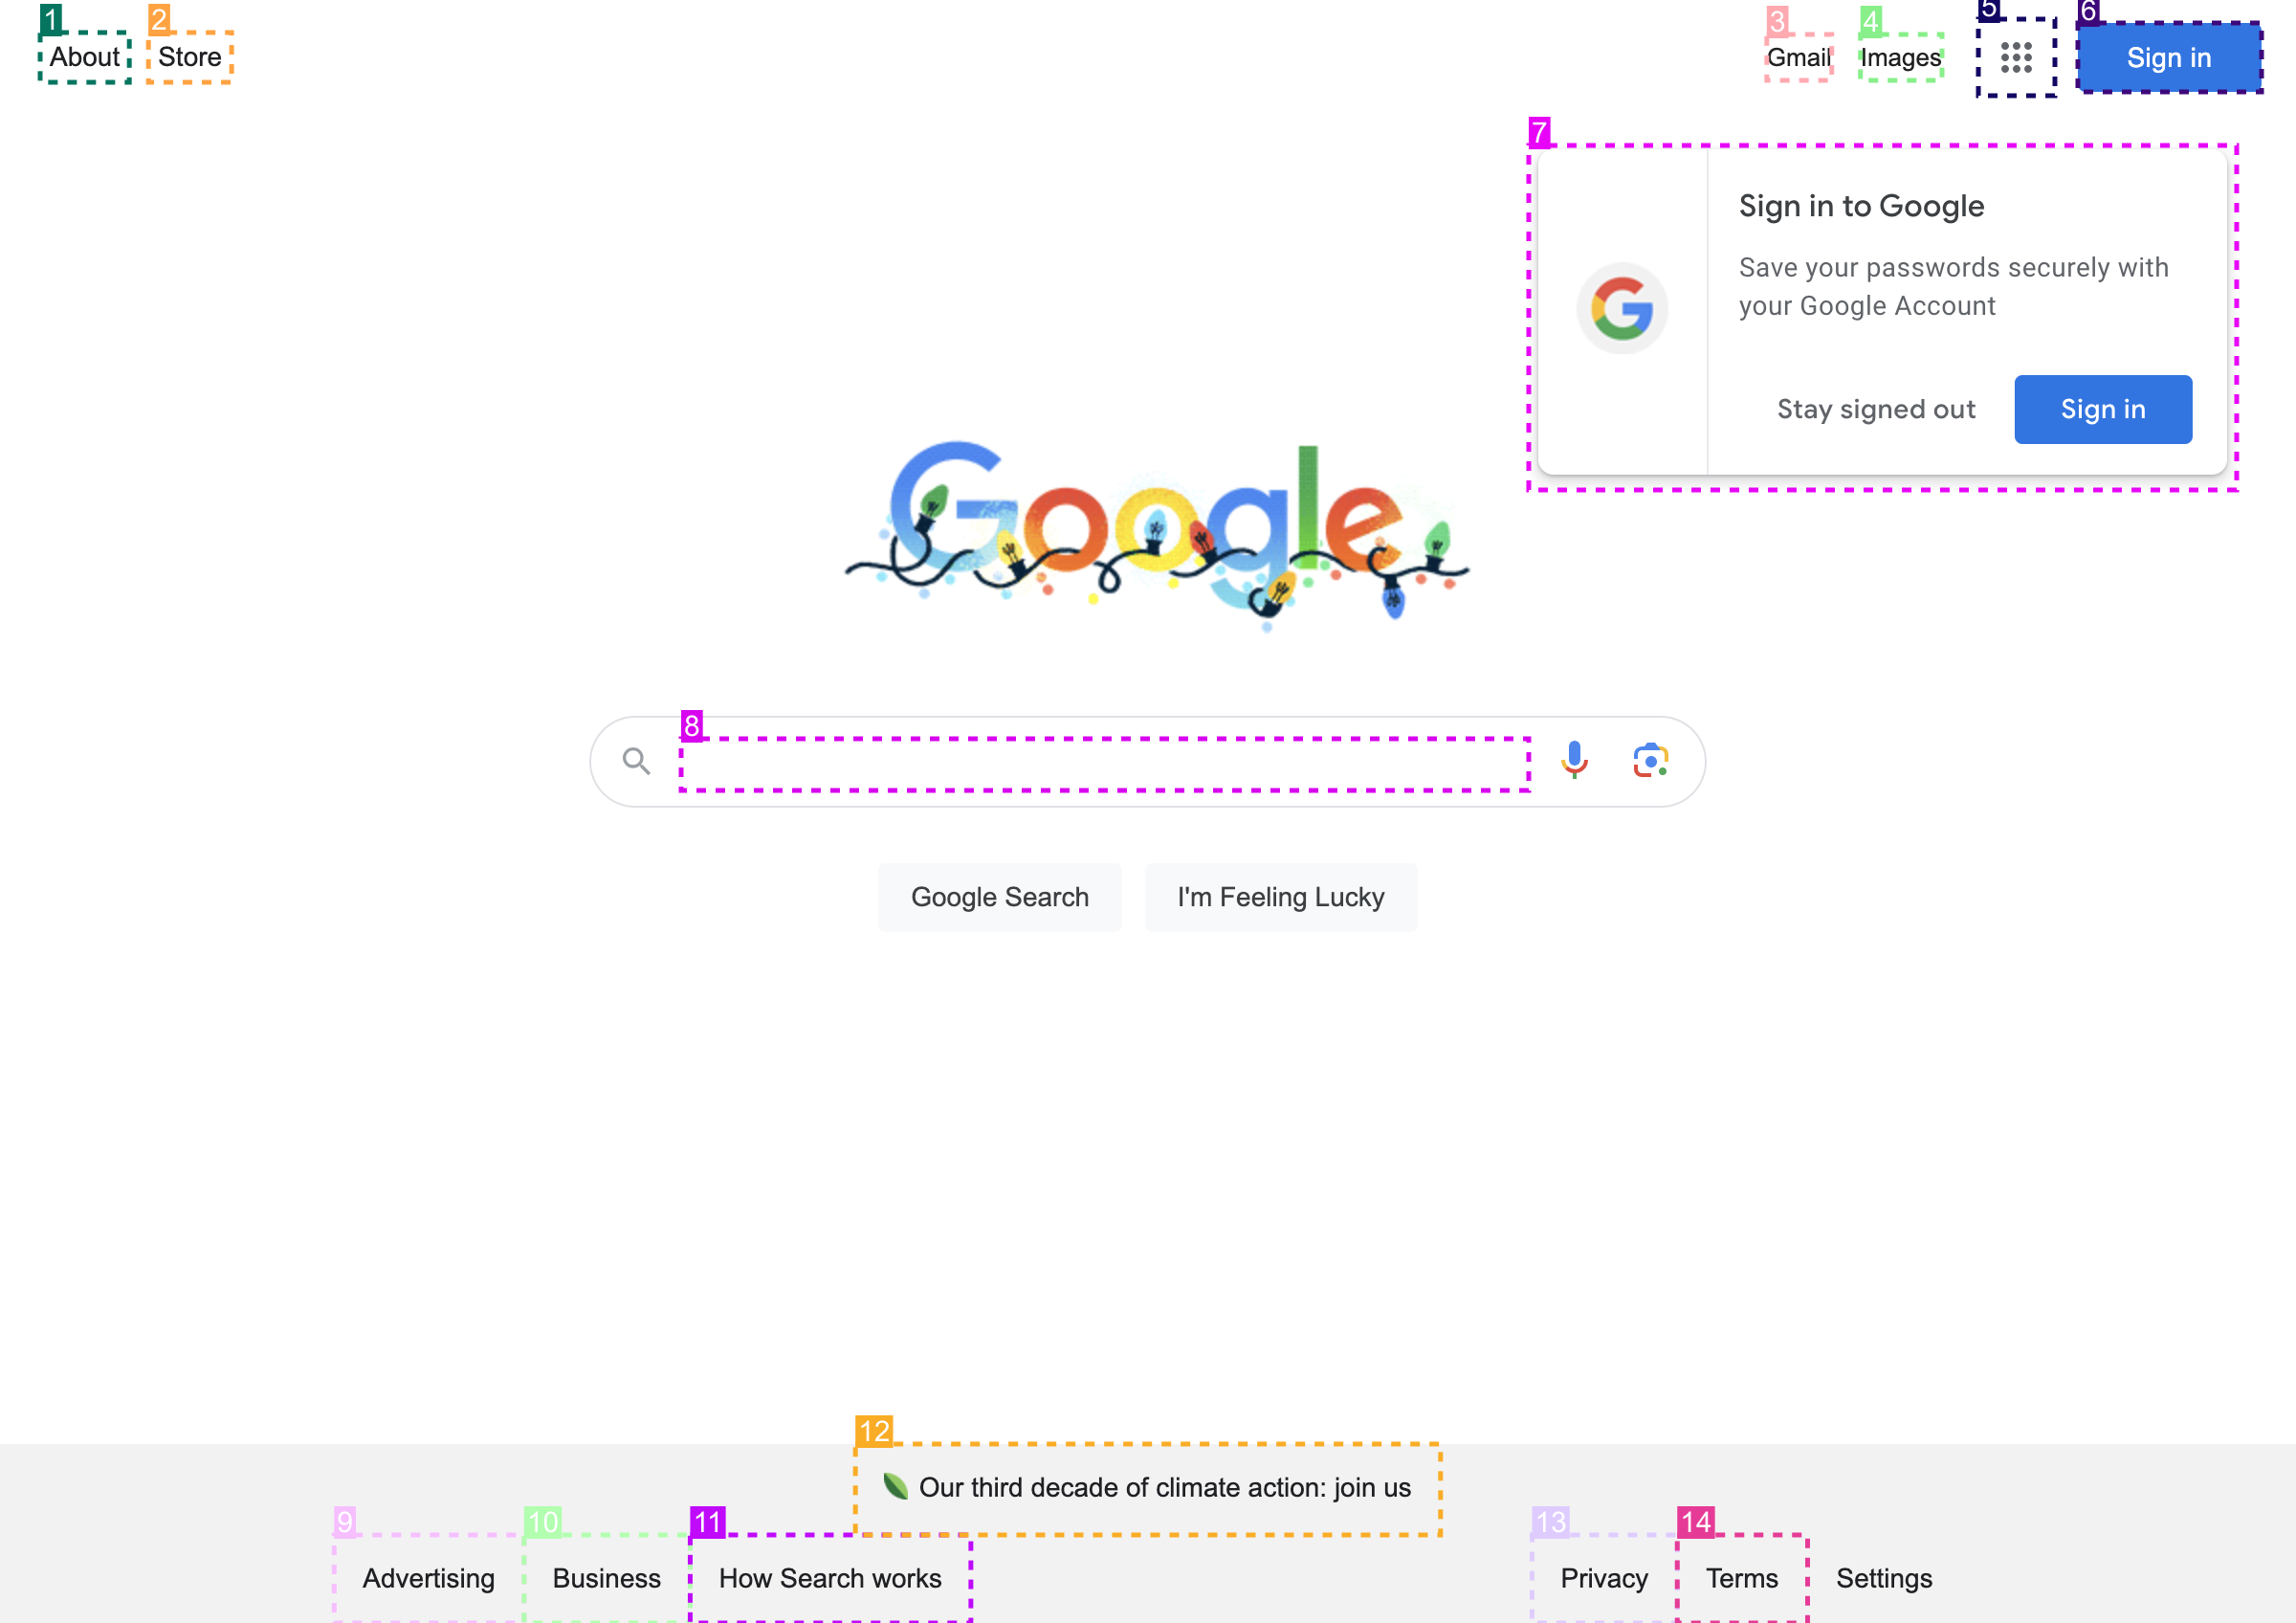 1
2
3
4
5
6
About
Store
Gmail
Images
Sign in
7
Sign in to Google
Save your passwords securely with
your Google Account
Stay signed out
Sign in
Google
8
Google Search
I'm Feeling Lucky
12
Our third decade of climate action: join us
9
10
11
13
14
Advertising
Business
How Search works
Privacy
Terms
Settings